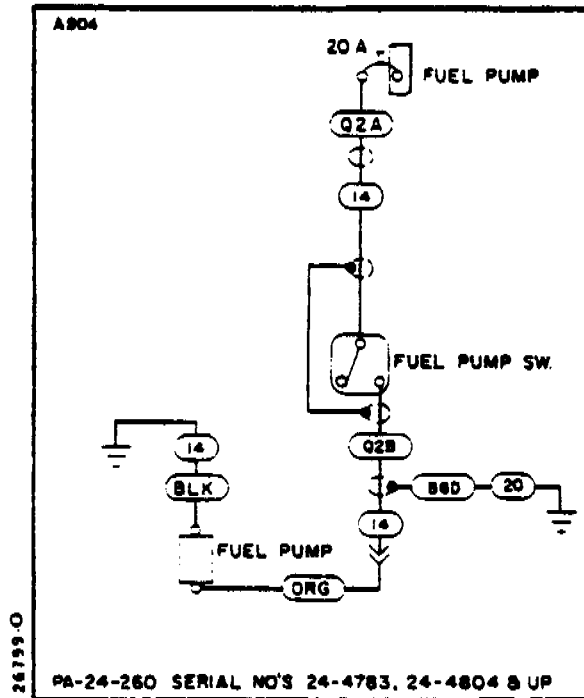 A904
20 A
FUEL PUMP
Q2A
14
FUEL PUMP SW.
14
Q2B
BLK
B6D
20
14
FUEL PUMP
ORG
26799-O
PA-24-260 SERIAL NO'S 24-4783, 24-4804 & UP